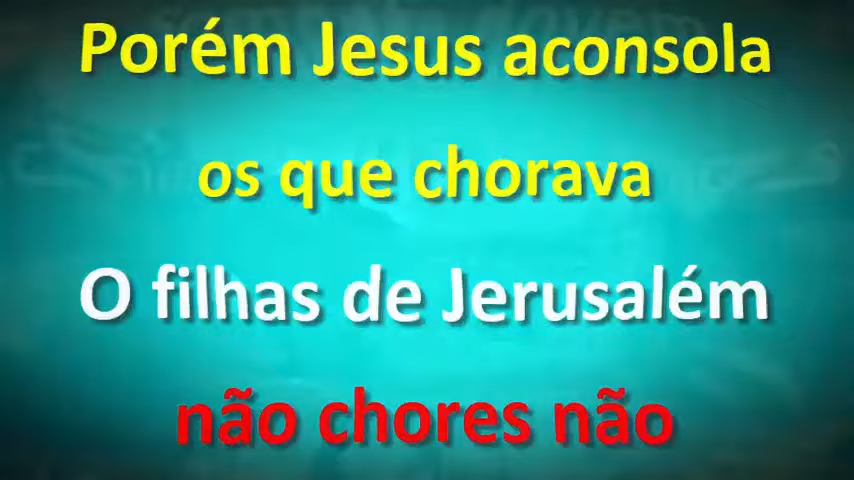 Porém Jesus aconsola
os que chorava
O filhas de Jerusalém
não chores não